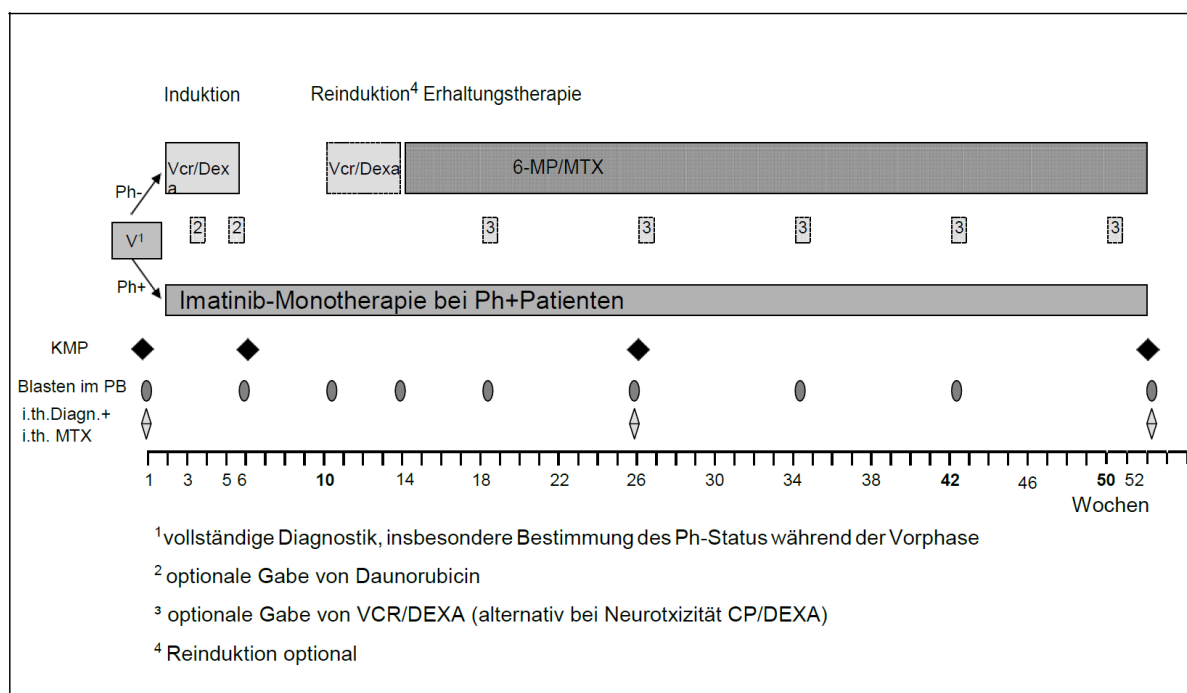 Induktion
Reinduktion4 Erhaltungstherapie
Vcr/Dex
a
Vcr/Dexa
6-MP/MTX
Ph-
2
2
3
3
3
3
3
V1
Ph+
Imatinib-Monotherapie bei Ph+Patienten
KMP
Blasten im PB
i.th.Diagn.+
i.th. MTX
1 3 5 6 10 14 18 22 26 30 34 38 42 46 50 52
Wochen
1vollständige Diagnostik, insbesondere Bestimmung des Ph-Status während der Vorphase
2 optionale Gabe von Daunorubicin
³ optionale Gabe von VCR/DEXA (alternativ bei Neurotxizität CP/DEXA)
4 Reinduktion optional